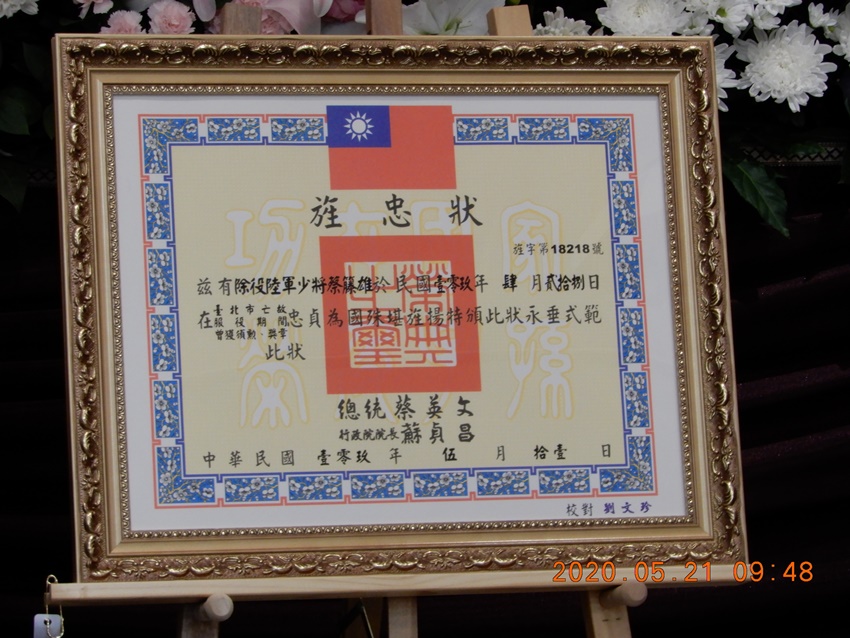 旌忠狀
旌字第18218號
茲有除役陸軍少將蔡籐雄於民國壹零玖年 肆 月貳拾捌日
在臺北市亡故
服役期間
曾獲頒勳、獎章
忠貞為國殊堪旌揚特頒此狀永垂式範
此狀
總統蔡英文
行政院院長蘇貞昌
中華民國 壹零玖 年 伍 月 拾壹 日
校對 劉文珍
2020.05.21 09:48